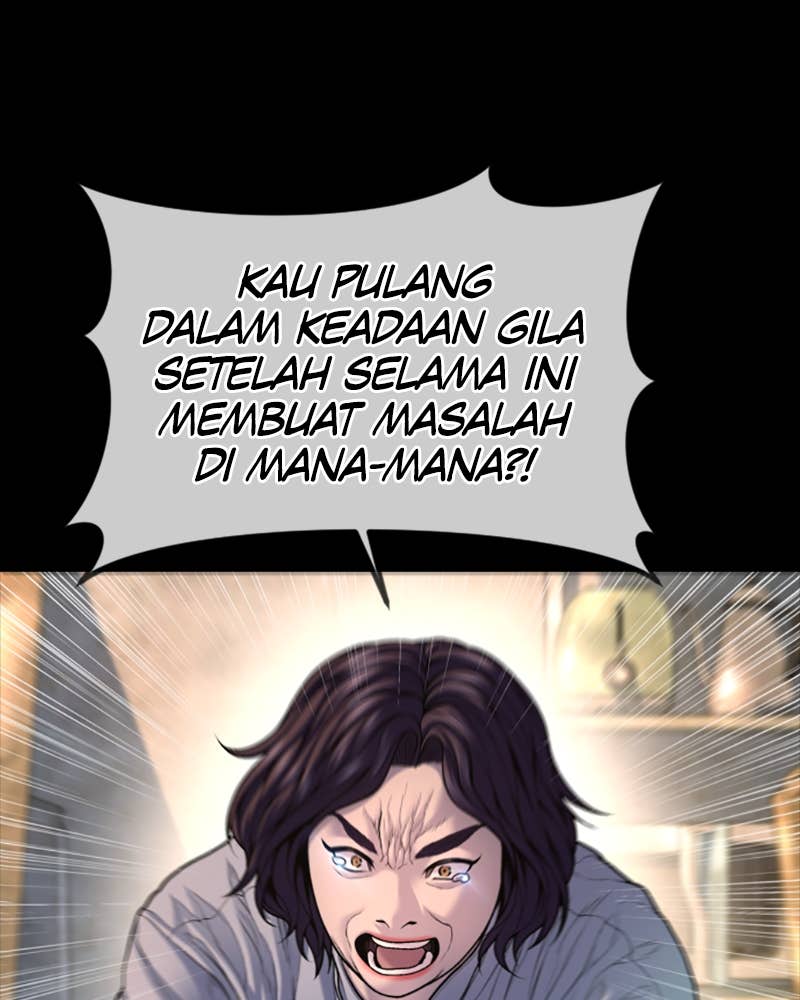 KAU PULANG
DALAM KEADAAN GILA
SETELAH SELAMA INI
MEMBUAT MASALAH
DI MANA-MANA?!